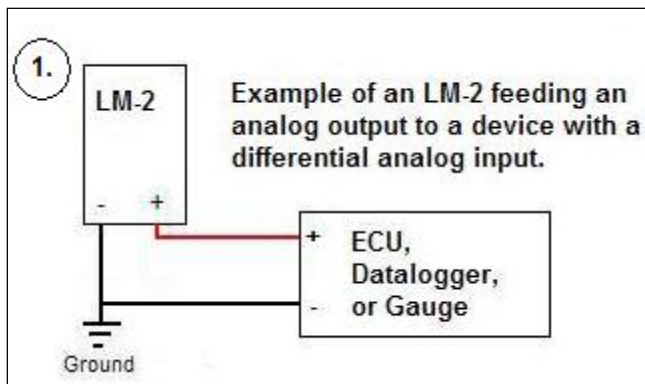 1.
LM-2
Example of an LM-2 feeding an
analog output to a device with a
differential analog input.
- +
+ ECU,
Datalogger,
- or Gauge
Ground